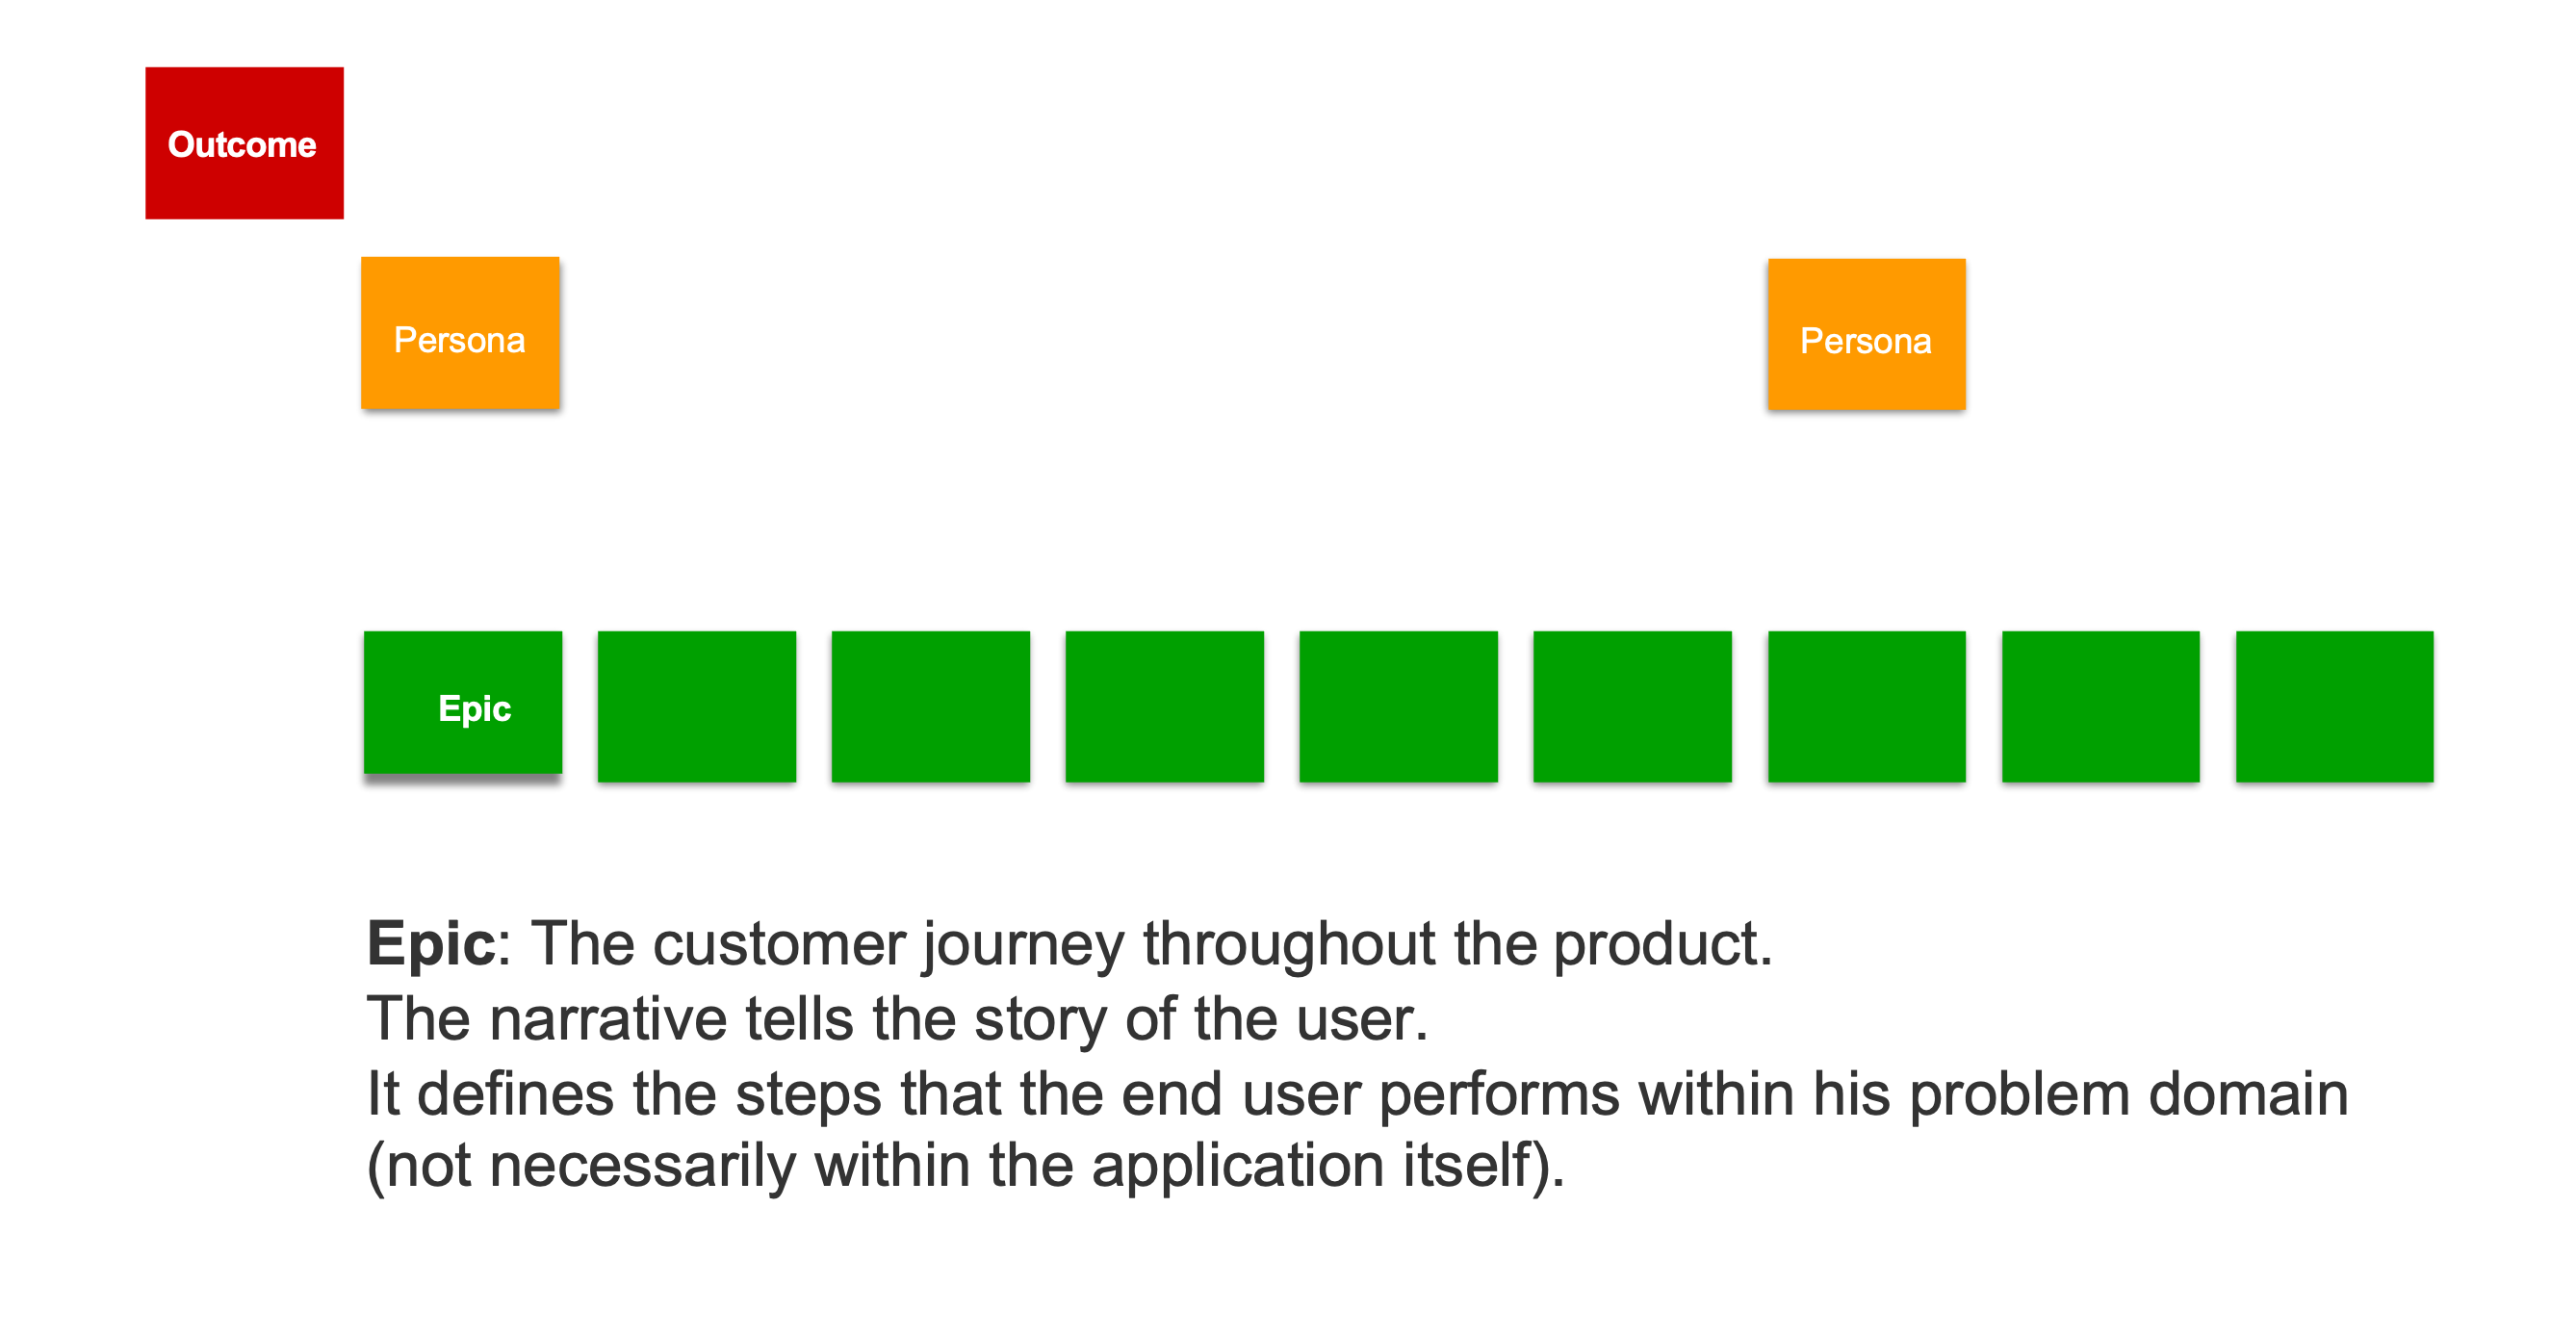 Outcome
Persona
Persona
Epic
Epic: The customer journey throughout the product.
The narrative tells the story of the user.
It defines the steps that the end user performs within his problem domain
(not necessarily within the application itself).